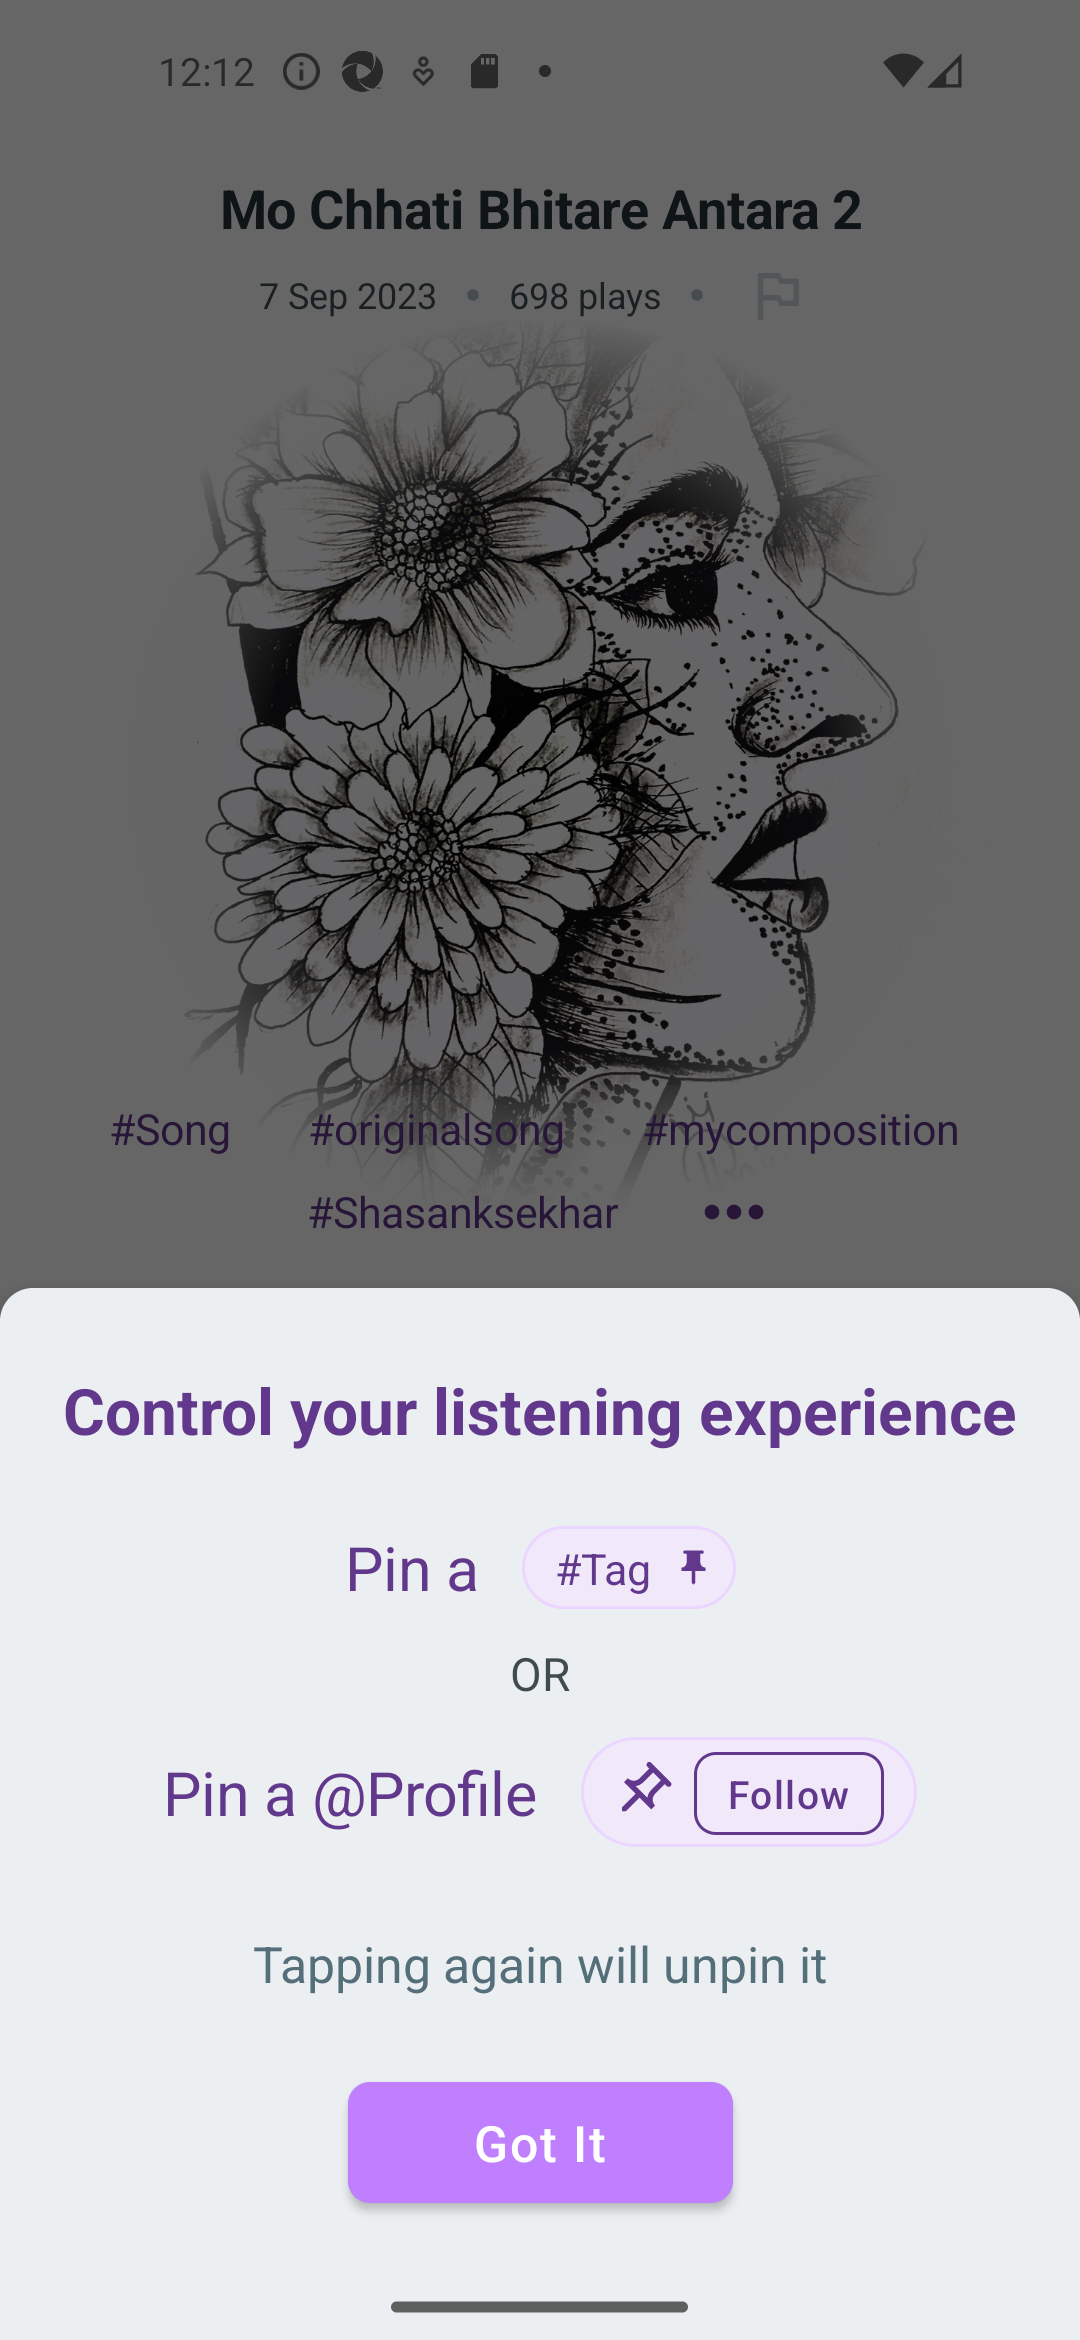 12:12
Mo Chhati Bhitare Antara 2
7 Sep 2023 • 698 plays •
#Song #originalsong #mycomposition
#Shasanksekhar •••
Control your listening experience
Pin a #Tag
OR
Pin a @Profile Follow
Tapping again will unpin it
Got It